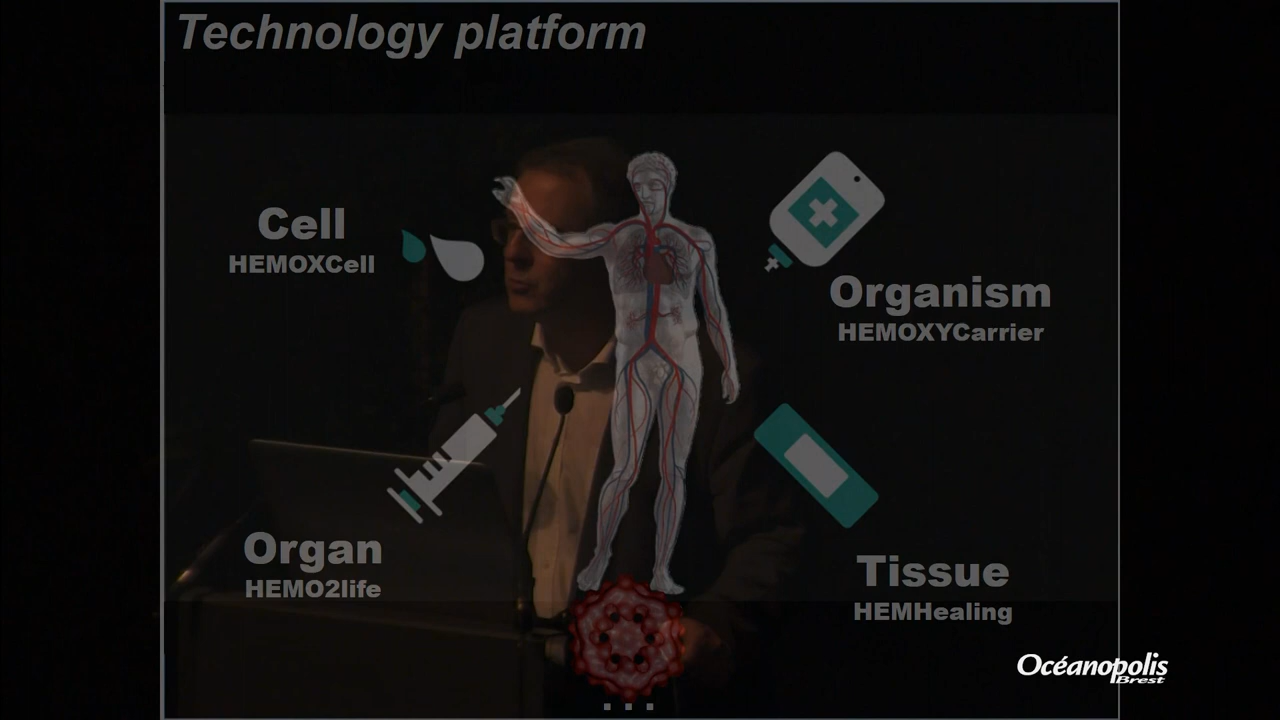 Technology platform
Cell
HEMOXCell
Organism
HEMOXYCarrier
Organ
HEMO2life
Tissue
HEMHealing
...
Océanopolis
Brest